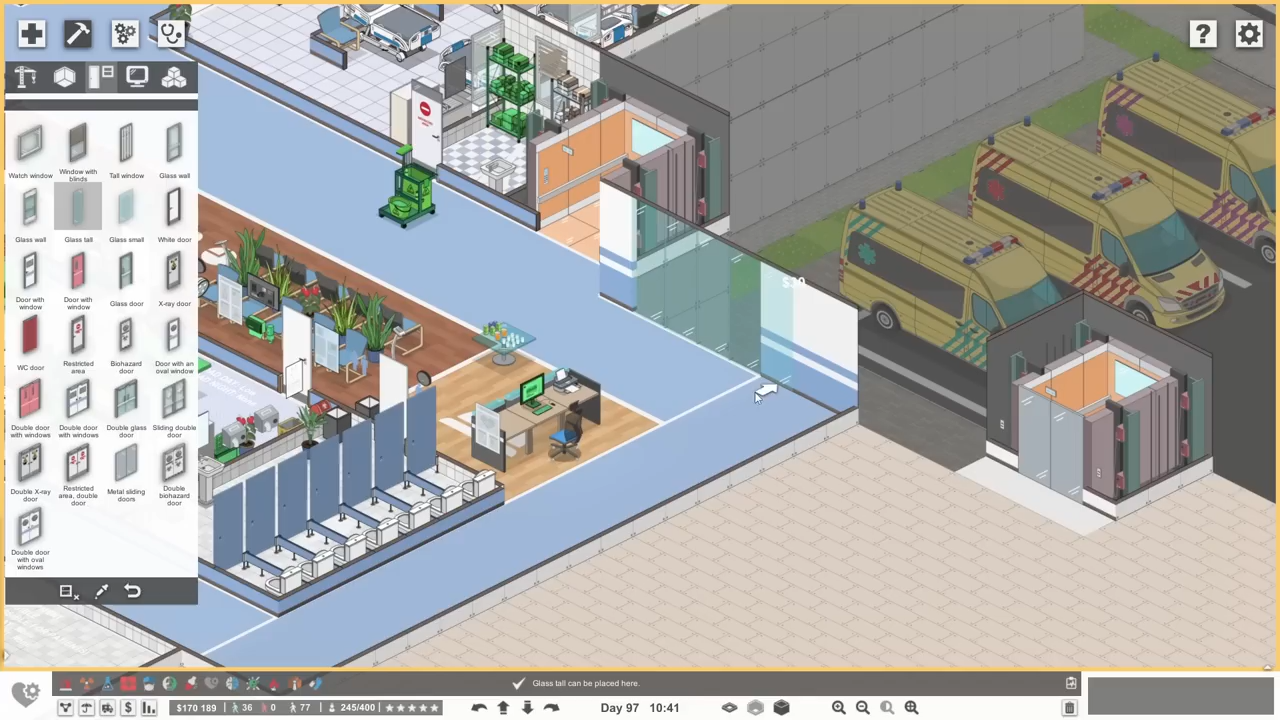 ?
$30
Watch window
Window with blinds
Tall window
Glass wall
Glass wall
Glass tall
Glass small
White door
Door with window
Door with window
Glass door
X-ray door
WC door
Restricted area
Biohazard door
Door with an oval window
Double door with windows
Double door with windows
Double glass door
Sliding double door
Double X-ray door
Restricted area, double door
Metal sliding doors
Double biohazard door
Double door with oval windows
Glass tall can be placed here.
$170 189
36
0
77
245/400
Day 97 10:41